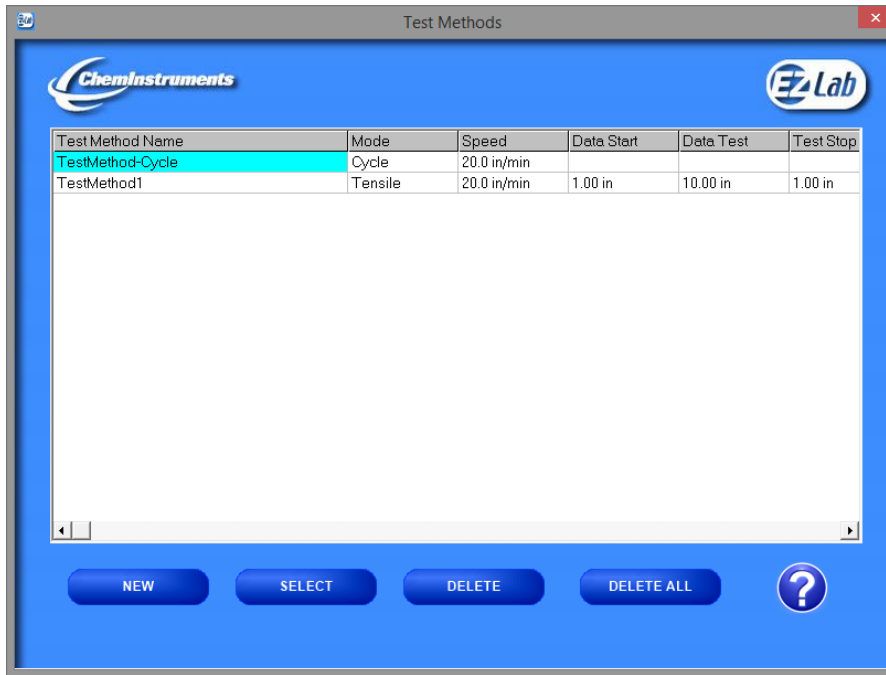 Test Methods
ChemInstruments
EZ Lab
Test Method Name Mode Speed Data Start Data Test Test Stop
TestMethod-Cycle Cycle 20.0 in/min
TestMethod1 Tensile 20.0 in/min 1.00 in 10.00 in 1.00 in
NEW SELECT DELETE DELETE ALL ?